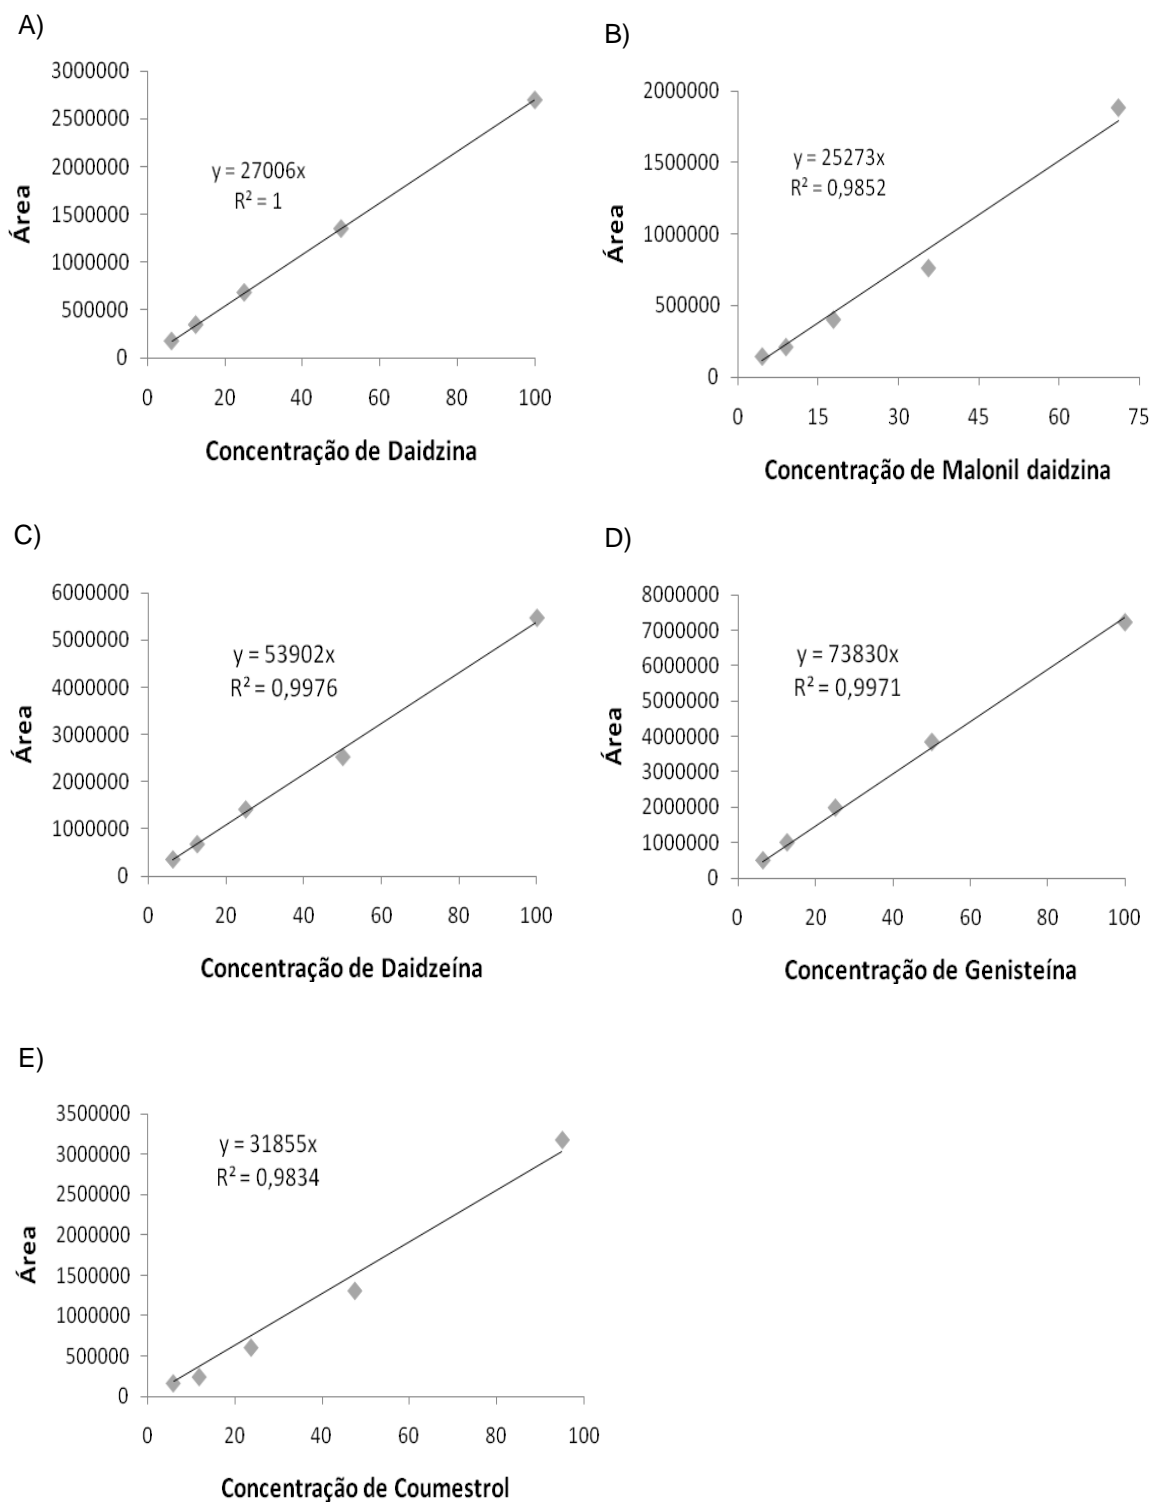 A)
3000000
2500000
2000000
1500000
1000000
500000
0
Área
y = 27006x
R² = 1
0 20 40 60 80 100
Concentração de Daidzina
B)
2000000
1500000
1000000
500000
0
Área
y = 25273x
R² = 0,9852
0 15 30 45 60 75
Concentração de Malonil daidzina
C)
6000000
5000000
4000000
3000000
2000000
1000000
0
Área
y = 53902x
R² = 0,9976
0 20 40 60 80 100
Concentração de Daidzeína
D)
8000000
7000000
6000000
5000000
4000000
3000000
2000000
1000000
0
Área
y = 73830x
R² = 0,9971
0 20 40 60 80 100
Concentração de Genisteína
E)
3500000
3000000
2500000
2000000
1500000
1000000
500000
0
Área
y = 31855x
R² = 0,9834
0 20 40 60 80 100
Concentração de Coumestrol